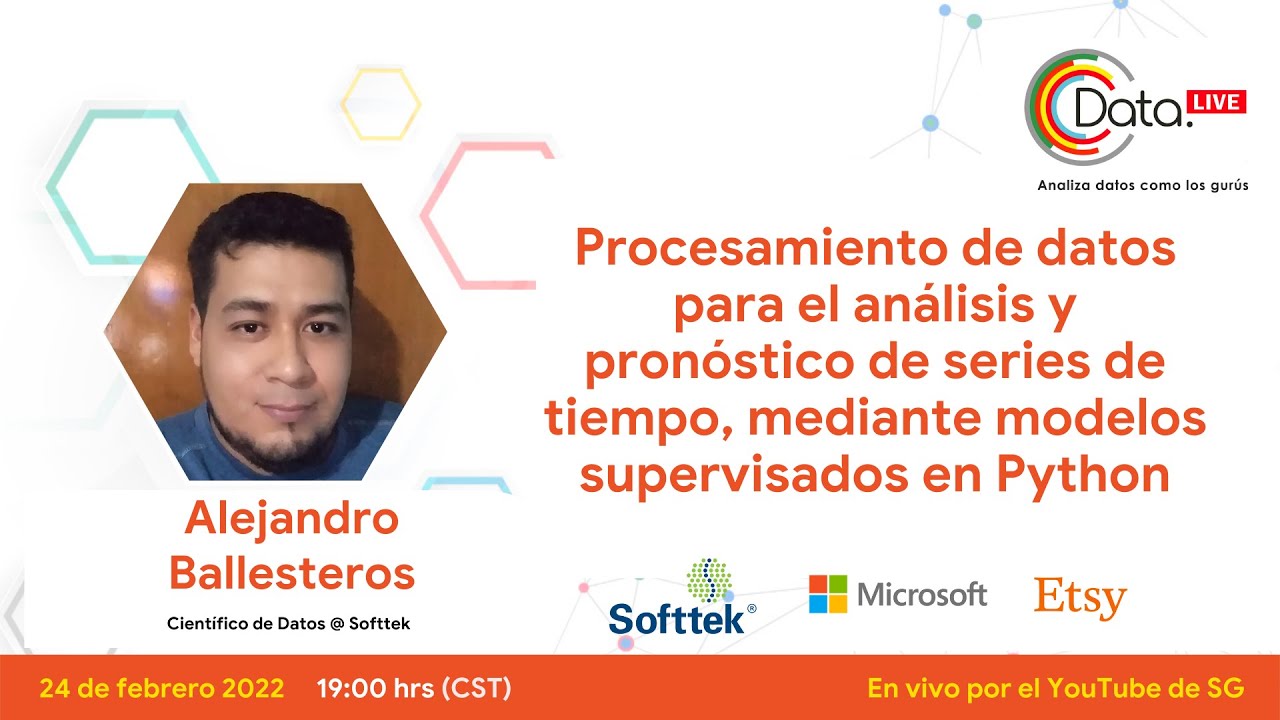 Data.
LIVE
Analiza datos como los gurús
Procesamiento de datos
para el análisis y
pronóstico de series de
tiempo, mediante modelos
supervisados en Python
Alejandro
Ballesteros
Científico de Datos @ Softtek
Softtek®
Microsoft
Etsy
24 de febrero 2022 19:00 hrs (CST)
En vivo por el YouTube de SG